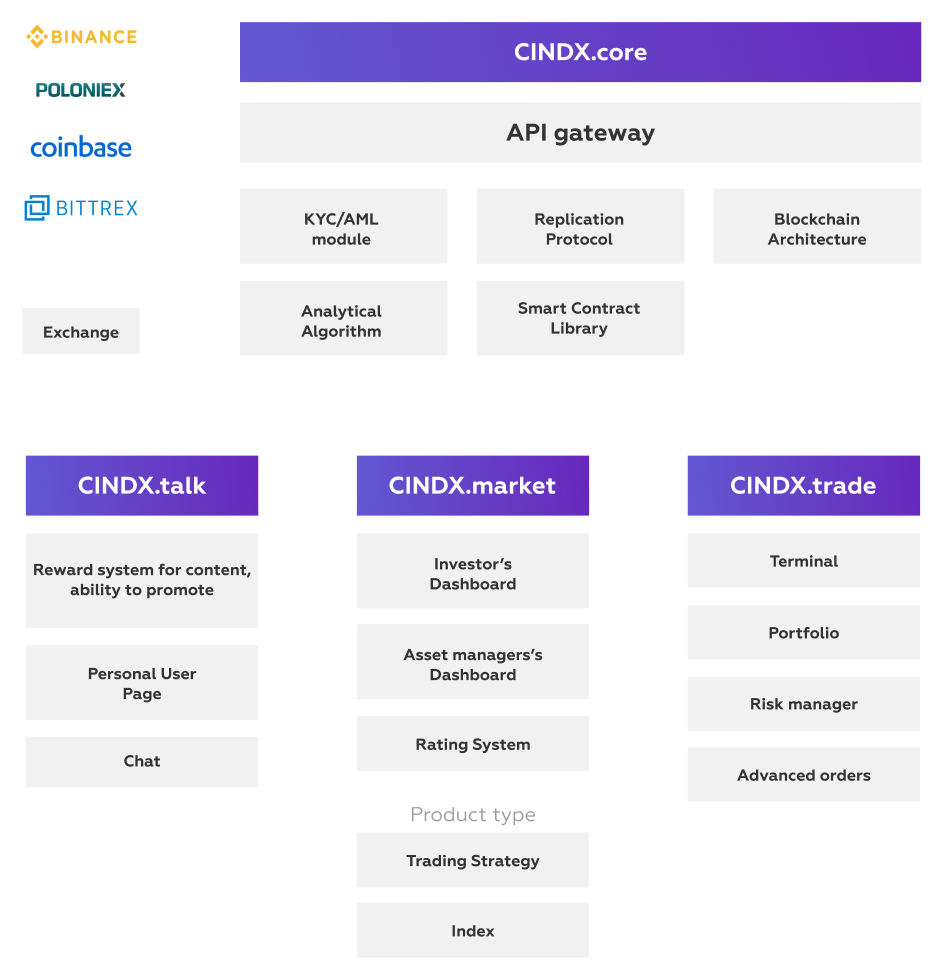 BINANCE
POLONIEX
coinbase
BITTREX
Exchange
CINDX.core
API gateway
KYC/AML
module
Replication
Protocol
Blockchain
Architecture
Analytical
Algorithm
Smart Contract
Library
CINDX.talk
Reward system for content,
ability to promote
Personal User
Page
Chat
CINDX.market
Investor's
Dashboard
Asset managers's
Dashboard
Rating System
Product type
Trading Strategy
Index
CINDX.trade
Terminal
Portfolio
Risk manager
Advanced orders